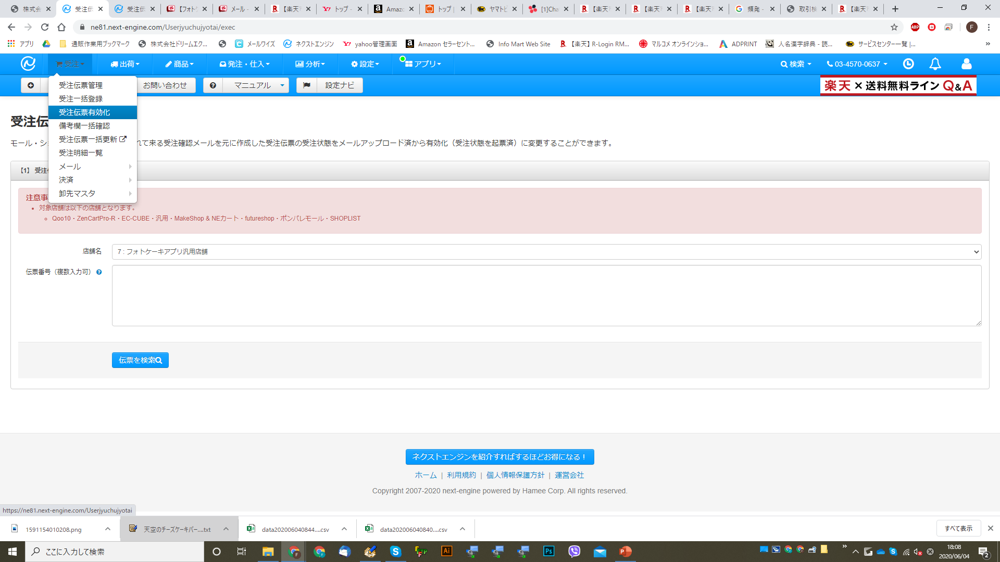 株式会
受注伝
受注伝
【フォトケ
メール -
【楽天市
トップ -
Amazo
トップ |
ヤマトビ
[1]Cha
【楽天市
【楽天市
【楽天市
頻発 -
取引検
【楽天市
ne81.next-engine.com/Userjyuchujyotai/exec
ABP
F
アプリ
通販作業用ブックマーク
株式会社ドリームエク...
メールワイズ
ネクストエンジン
yahoo管理画面
Amazon セラーセント...
Info Mart Web Site
【楽天】R-Login RM...
マルコメ オンラインショ...
ADPRINT
人名漢字辞典 - 読...
サービスセンター一覧 |...
»
受注
出荷
商品
発注・仕入
分析
設定
アプリ
検索
03-4570-0637
お問い合わせ
マニュアル
設定ナビ
楽天×送料無料ライン Q&A
受注伝票管理
受注一括登録
受注伝票有効化
備考欄一括確認
受注伝票一括更新
受注明細一覧
メール
決済
卸先マスタ
受注伝
モール・シ
れて来る受注確認メールを元に作成した受注伝票の受注状態をメールアップロード済から有効化（受注状態を起票済）に変更することができます。
【1】 受注
注意事
対象店舗は以下の店舗となります。
Qoo10・ZenCartPro-R・EC-CUBE・汎用・MakeShop & NEカート・futureshop・ポンパレモール・SHOPLIST
店舗名
7 : フォトケーキアプリ汎用店舗
伝票番号（複数入力可）
伝票を検索
ネクストエンジンを紹介すればするほどお得になる！
ホーム | 利用規約 | 個人情報保護方針 | 運営会社
Copyright 2007-2020 next-engine powered by Hamee Corp. All rights reserved.
https://ne81.next-engine.com/Userjyuchujyotai
1591154010208.png
天空のチーズケーキバー....txt
data202006040844....csv
data202006040840....csv
すべて表示
ここに入力して検索
18:08
2020/06/04
2